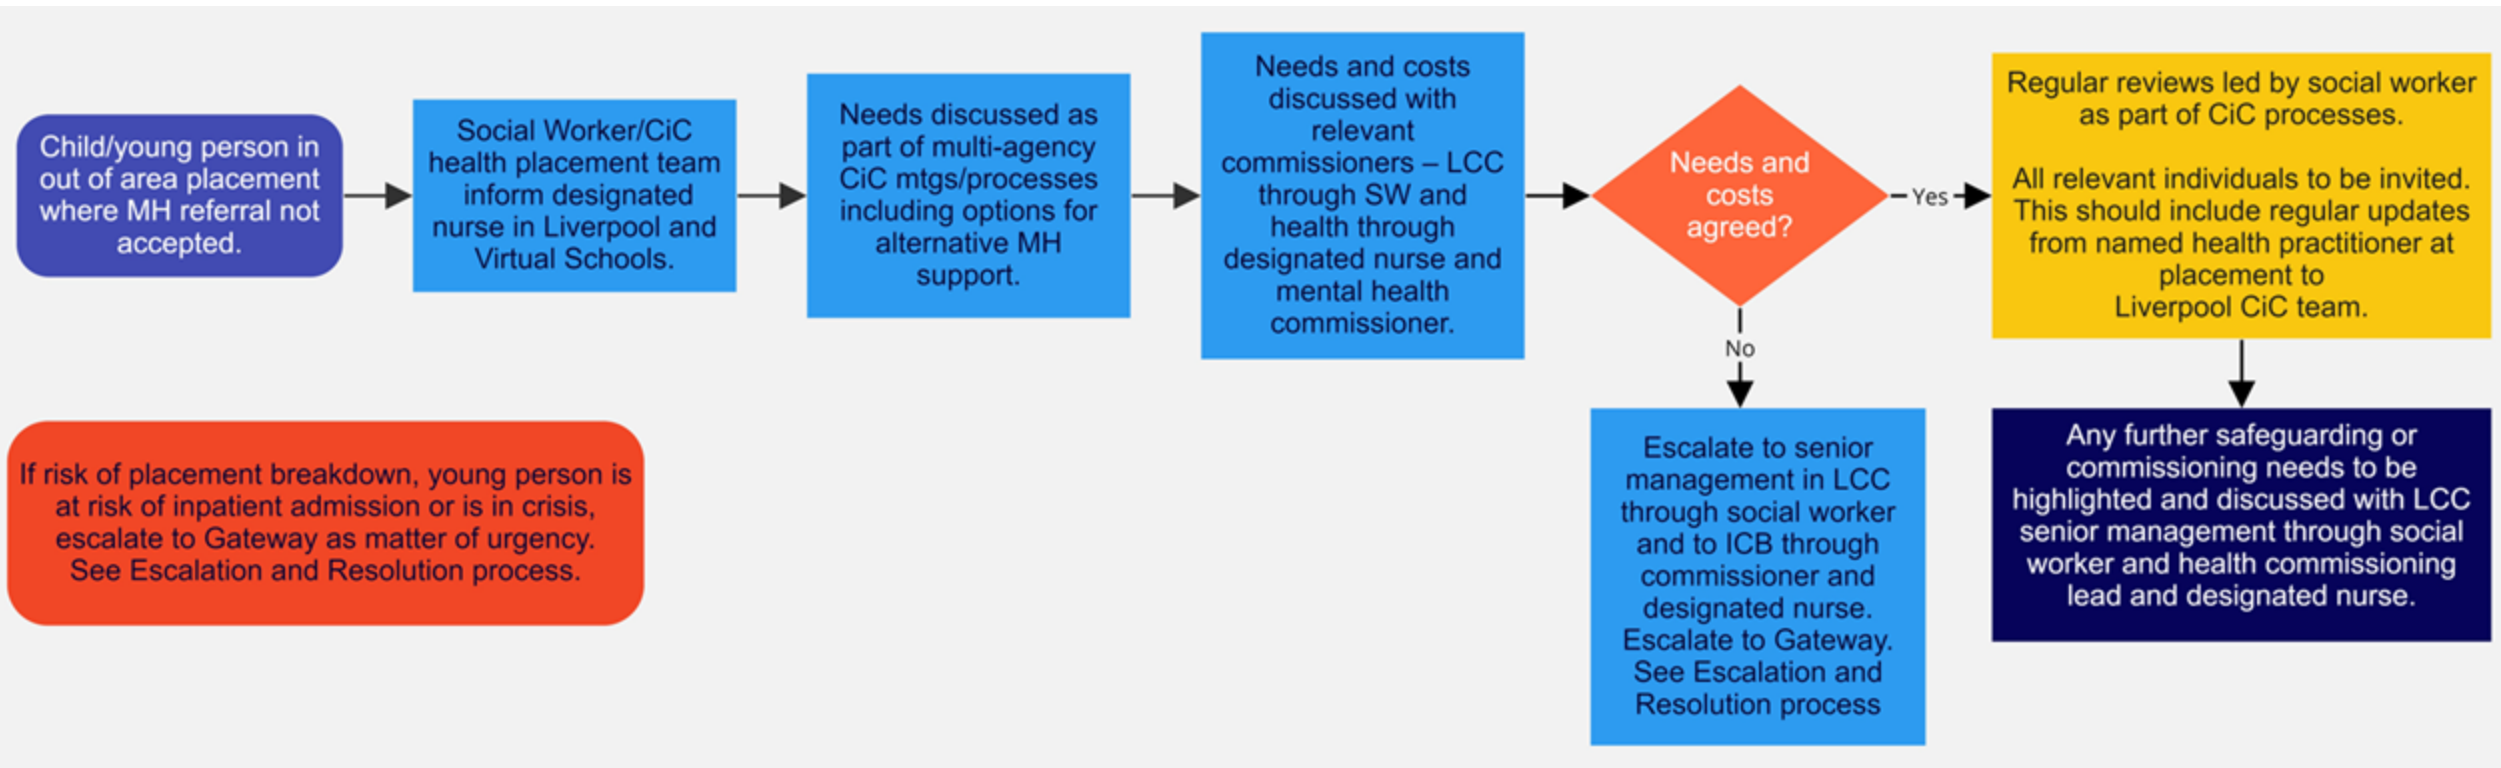 Child/young person in
out of area placement
where MH referral not
accepted.
Social Worker/CiC
health placement team
inform designated
nurse in Liverpool and
Virtual Schools.
Needs discussed as
part of multi-agency
CiC mtgs/processes
including options for
alternative MH
support.
Needs and costs
discussed with
relevant
commissioners – LCC
through SW and
health through
designated nurse and
mental health
commissioner.
Needs and
costs
agreed?
Yes
Regular reviews led by social worker
as part of CiC processes.
All relevant individuals to be invited.
This should include regular updates
from named health practitioner at
placement to
Liverpool CiC team.
No
Escalate to senior
management in LCC
through social worker
and to ICB through
commissioner and
designated nurse.
Escalate to Gateway.
See Escalation and
Resolution process
Any further safeguarding or
commissioning needs to be
highlighted and discussed with LCC
senior management through social
worker and health commissioning
lead and designated nurse.
If risk of placement breakdown, young person is
at risk of inpatient admission or is in crisis,
escalate to Gateway as matter of urgency.
See Escalation and Resolution process.